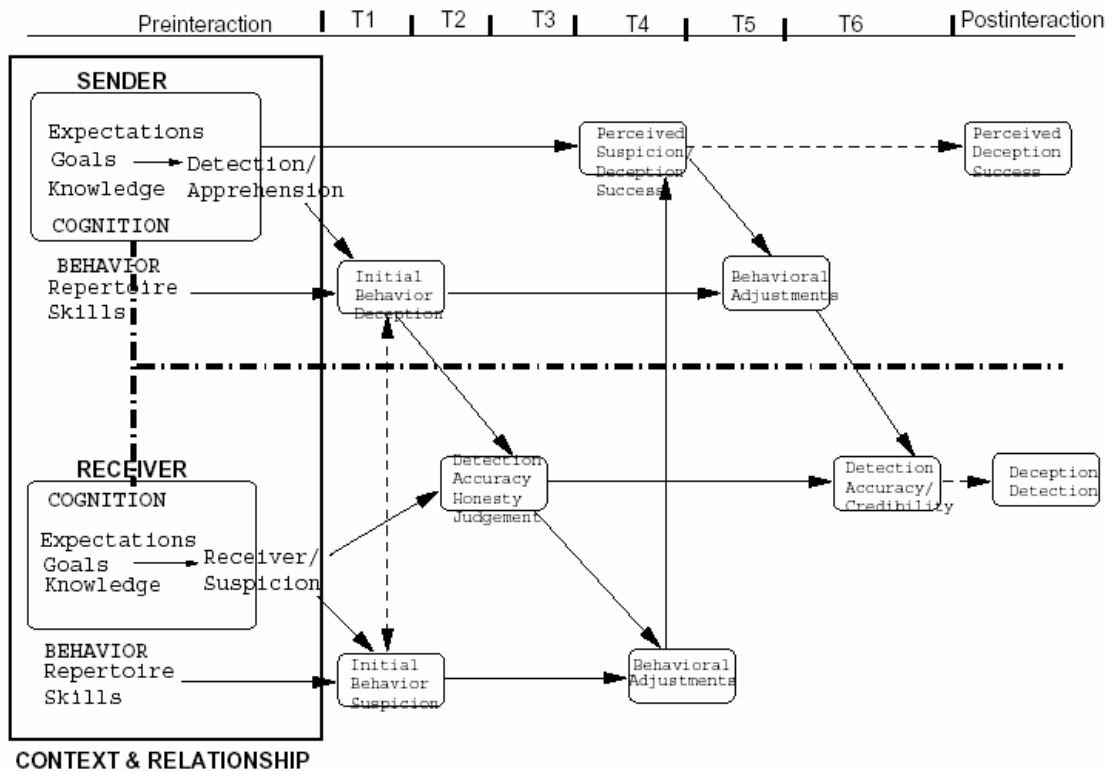 Preinteraction T1 T2 T3 T4 T5 T6 Postinteraction
SENDER
Expectations
Goals
Knowledge
Detection/
Apprehension
COGNITION
BEHAVIOR
Repertoire
Skills
Initial
Behavior
Deception
Perceived
Suspicion/
Deception
Success
Behavioral
Adjustments
Perceived
Deception
Success
RECEIVER
COGNITION
Expectations
Goals
Knowledge
Receiver/
Suspicion
BEHAVIOR
Repertoire
Skills
Initial
Behavior
Suspicion
Detection
Accuracy
Honesty
Judgement
Behavioral
Adjustments
Detection
Accuracy/
Credibility
Deception
Detection
CONTEXT & RELATIONSHIP